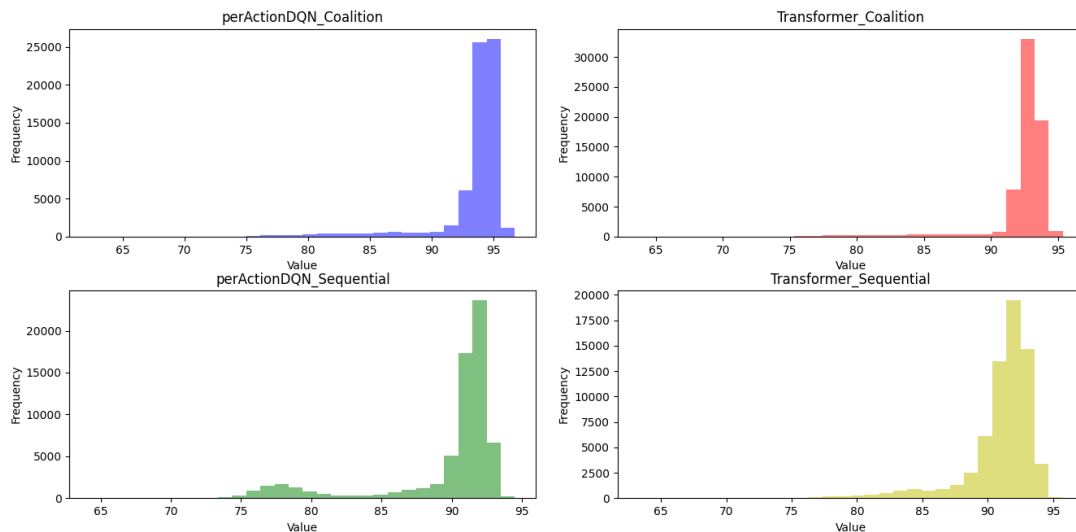 perActionDQN_Coalition
Frequency
25000
20000
15000
10000
5000
0
65 70 75 80 85 90 95
Value
Transformer_Coalition
Frequency
30000
25000
20000
15000
10000
5000
0
65 70 75 80 85 90 95
Value
perActionDQN_Sequential
Frequency
20000
15000
10000
5000
0
65 70 75 80 85 90 95
Value
Transformer_Sequential
Frequency
20000
17500
15000
12500
10000
7500
5000
2500
0
65 70 75 80 85 90 95
Value